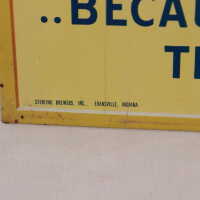 ..BECAU
T
STERLING BREWERS, INC., EVANSVILLE, INDIANA